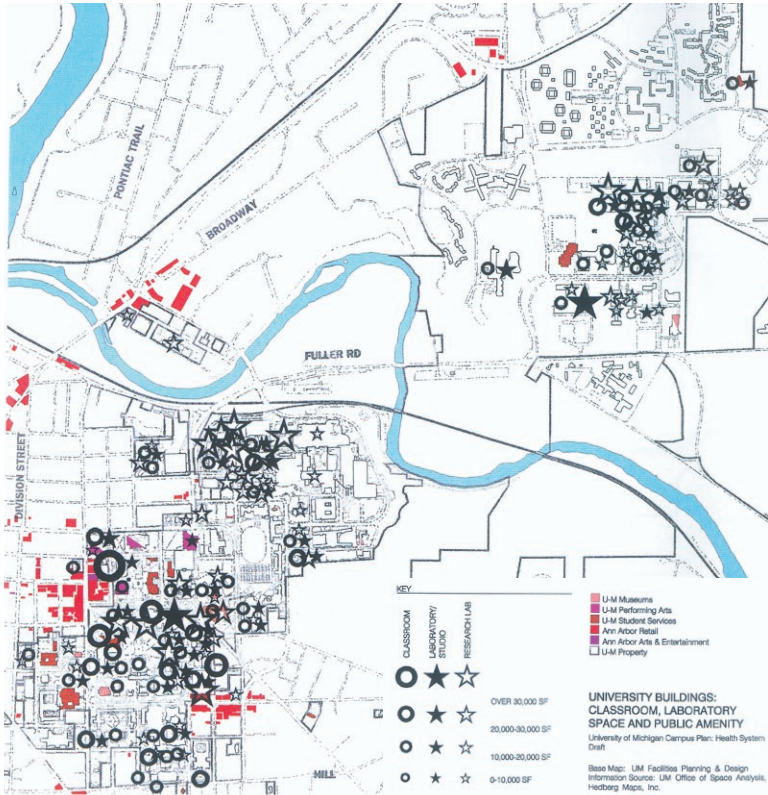 PONTIAC TRAIL
BROADWAY
FULLER RD
DIVISION STREET
HILL
KEY
CLASSROOM
LABORATORY/
STUDIO
RESEARCH LAB
OVER 30,000 SF
20,000-30,000 SF
10,000-20,000 SF
0-10,000 SF
U-M Museums
U-M Performing Arts
U-M Student Services
Ann Arbor Retail
Ann Arbor Arts & Entertainment
U-M Property
UNIVERSITY BUILDINGS:
CLASSROOM, LABORATORY
SPACE AND PUBLIC AMENITY
University of Michigan Campus Plan: Health System
Draft
Base Map: UM Facilities Planning & Design
Information Source: UM Office of Space Analysis,
Hedberg Maps, Inc.